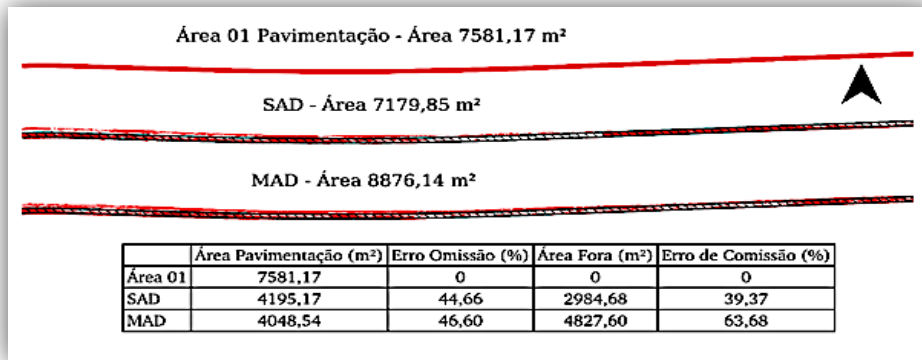 Área 01 Pavimentação - Área 7581,17 m²
SAD - Área 7179,85 m²
MAD - Área 8876,14 m²
Área Pavimentação (m²) Erro Omissão (%) Área Fora (m²) Erro de Comissão (%)
Área 01 7581,17 0 0 0
SAD 4195,17 44,66 2984,68 39,37
MAD 4048,54 46,60 4827,60 63,68